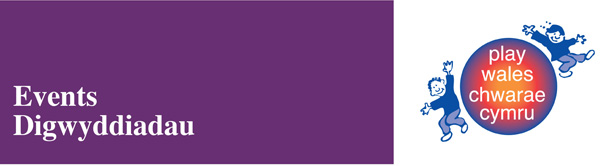 Events
Digwyddiadau
play
wales
chwarae
cymru